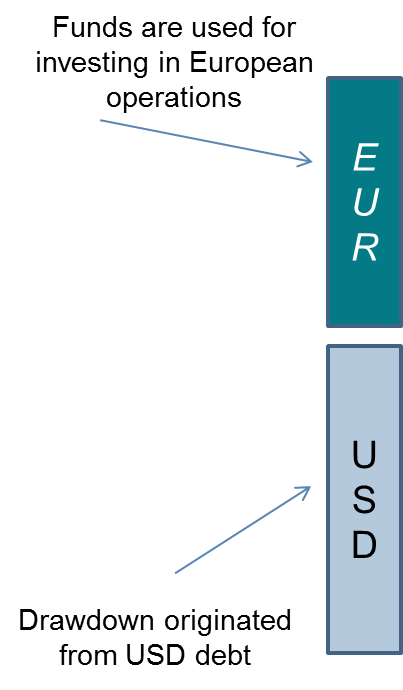 Funds are used for
investing in European
operations
E
U
R
U
S
D
Drawdown originated
from USD debt